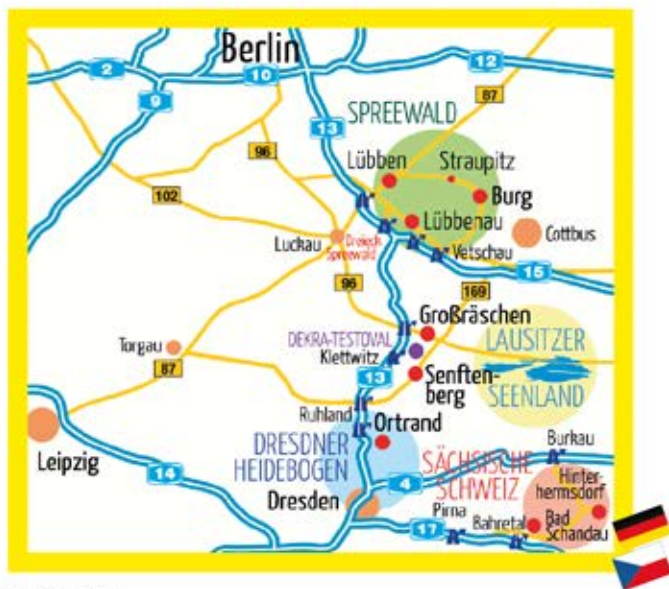 Berlin
2
10
12
9
87
13
SPREEWALD
96
Lübben
Straupitz
102
Burg
Lübbenau
Luckau
Dreieck
Spreewald
Cottbus
Vetschau
15
96
169
Großräschen
DEKRA-TESTOVAL
Klettwitz
LAUSITZER
SEENLAND
Torgau
87
13
Senften-
berg
Ruhland
Ortrand
Leipzig
14
DRESDNER
HEIDEBOGEN
SÄCHSISCHE
SCHWEIZ
Burkau
4
Hinter-
hermsdorf
Dresden
Pirna
17
Bahretal
Bad
Schandau